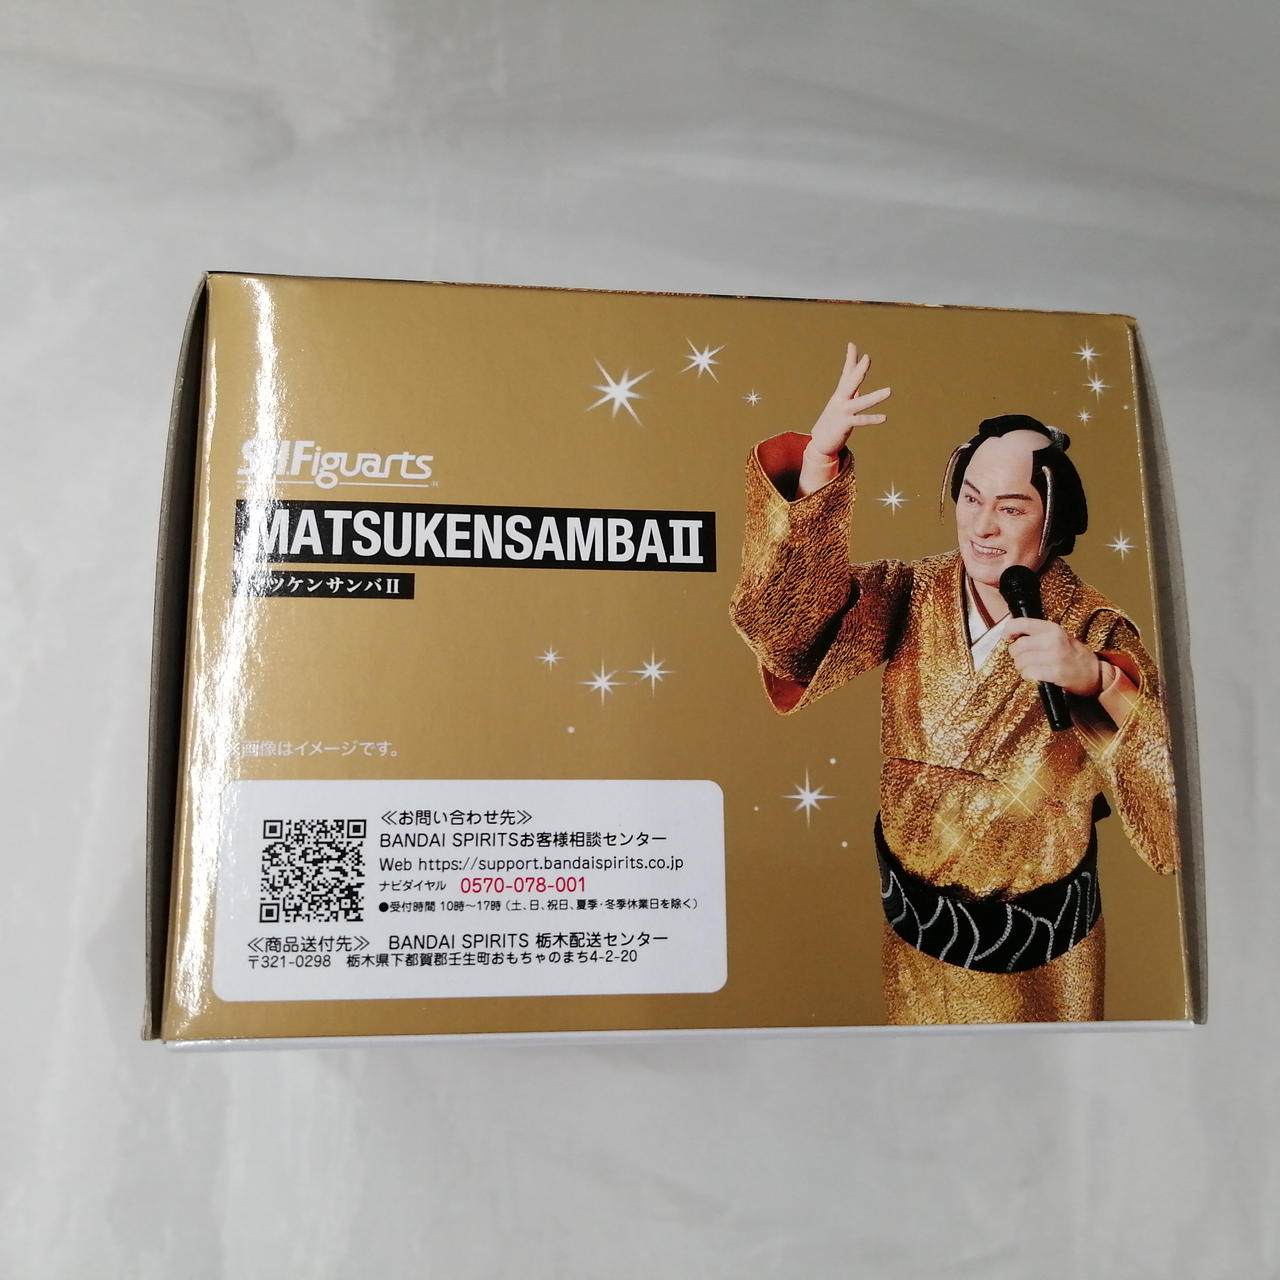 S.H.Figuarts
MATSUKENSAMBAII
マツケンサンバII
※画像はイメージです。
≪お問い合わせ先≫
BANDAI SPIRITSお客様相談センター
Web https://support.bandaispirits.co.jp
ナビダイヤル 0570-078-001
●受付時間 10時～17時（土、日、祝日、夏季・冬季休業日を除く）
≪商品送付先≫ BANDAI SPIRITS 栃木配送センター
〒321-0298 栃木県下都賀郡壬生町おもちゃのまち4-2-20